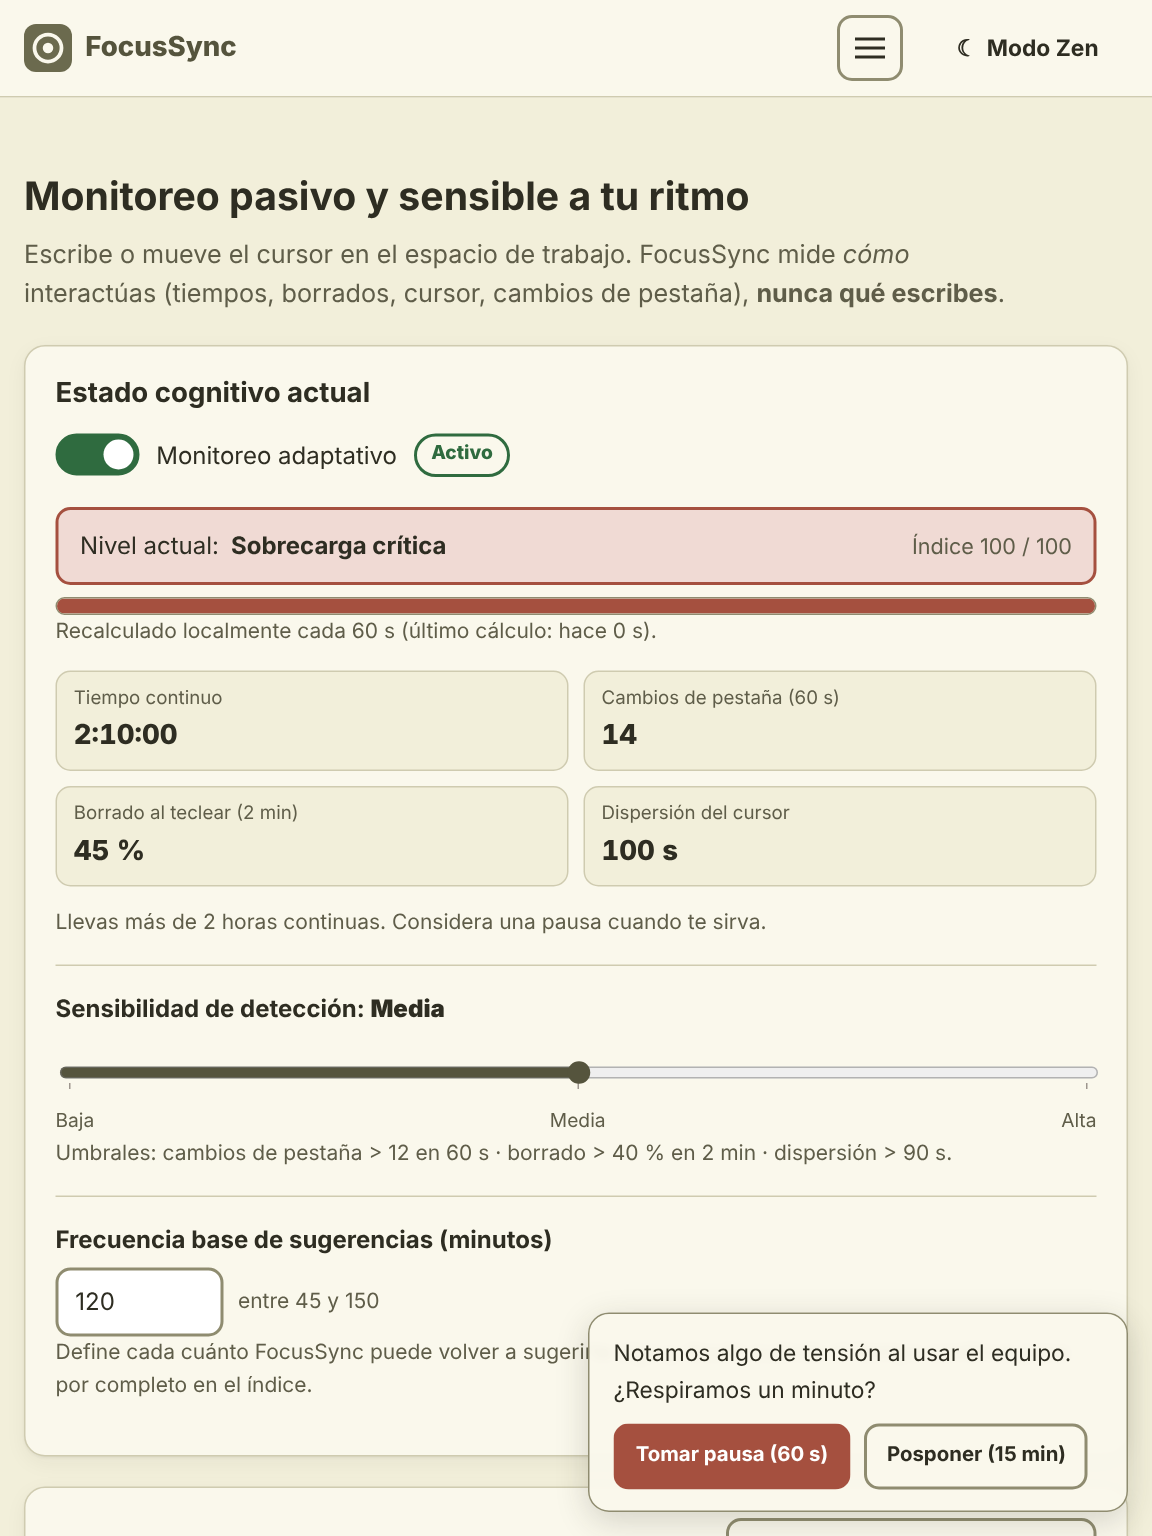 FocusSync
Modo Zen
Monitoreo pasivo y sensible a tu ritmo
Escribe o mueve el cursor en el espacio de trabajo. FocusSync mide cómo
interactúas (tiempos, borrados, cursor, cambios de pestaña), nunca qué escribes.
Estado cognitivo actual
Monitoreo adaptativo
Activo
Nivel actual: Sobrecarga crítica
Índice 100 / 100
Recalculado localmente cada 60 s (último cálculo: hace 0 s).
Tiempo continuo
2:10:00
Cambios de pestaña (60 s)
14
Borrado al teclear (2 min)
45 %
Dispersión del cursor
100 s
Llevas más de 2 horas continuas. Considera una pausa cuando te sirva.
Sensibilidad de detección: Media
Baja
Media
Alta
Umbrales: cambios de pestaña > 12 en 60 s · borrado > 40 % en 2 min · dispersión > 90 s.
Frecuencia base de sugerencias (minutos)
120
entre 45 y 150
Define cada cuánto FocusSync puede volver a
por completo en el índice.
Notamos algo de tensión al usar el equipo.
¿Respiramos un minuto?
Tomar pausa (60 s)
Posponer (15 min)